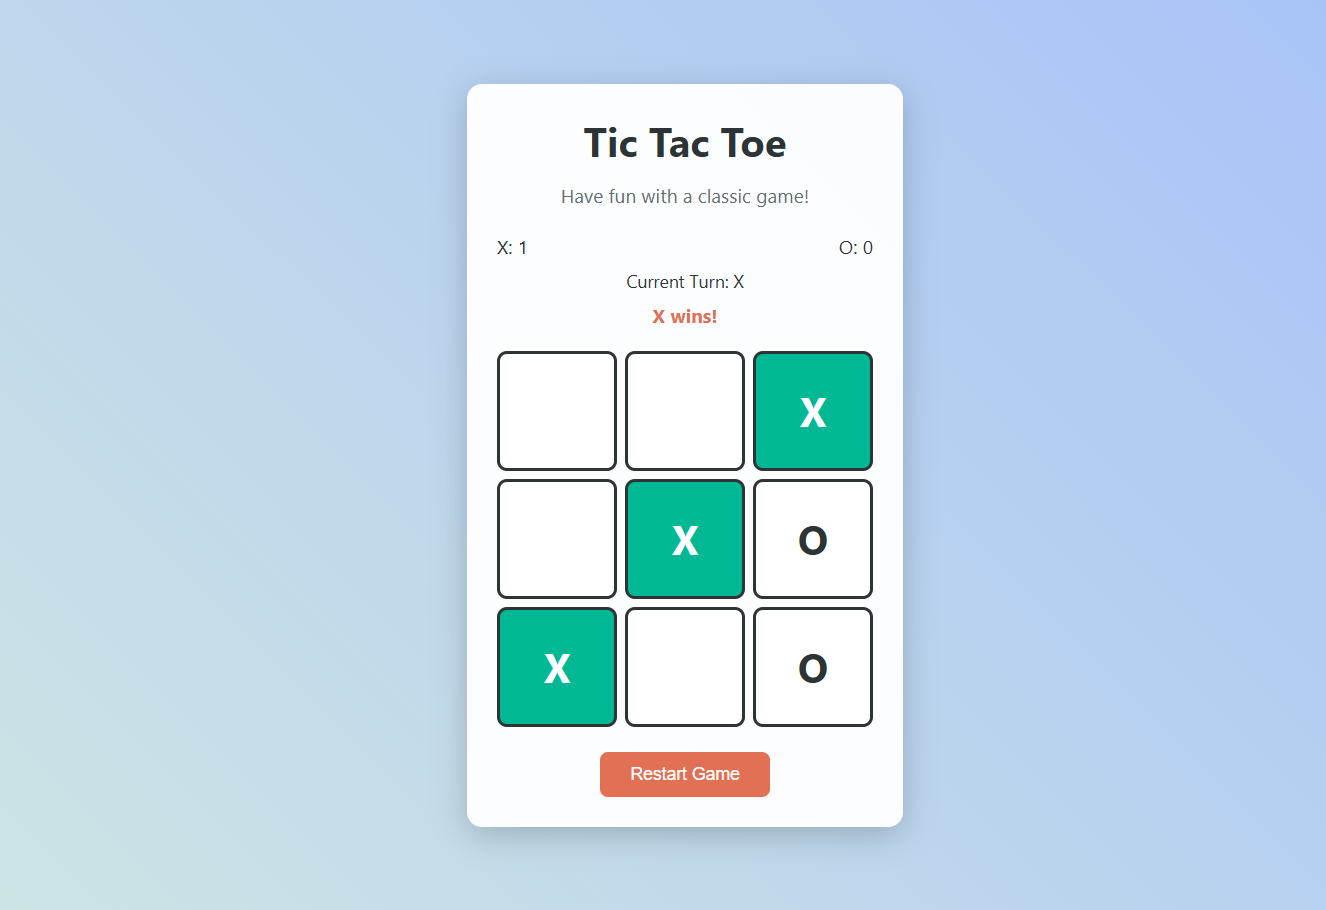 Tic Tac Toe
Have fun with a classic game!
X: 1 O: 0
Current Turn: X
X wins!
X
X O
X O
Restart Game